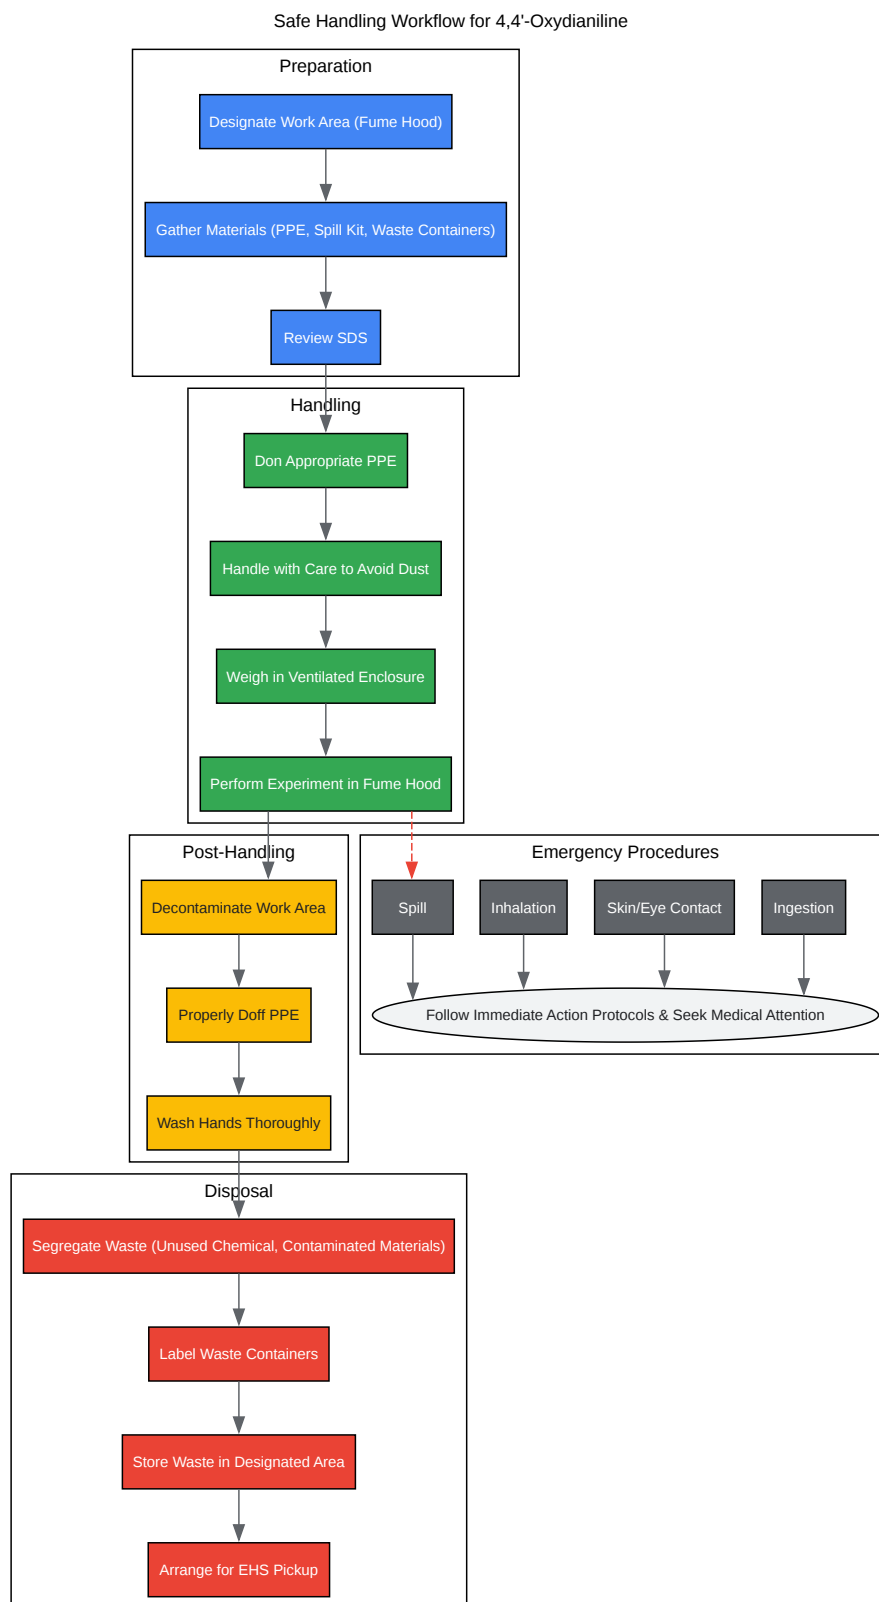 Safe Handling Workflow for 4,4'-Oxydianiline
Preparation
Designate Work Area (Fume Hood)
Gather Materials (PPE, Spill Kit, Waste Containers)
Review SDS
Handling
Don Appropriate PPE
Handle with Care to Avoid Dust
Weigh in Ventilated Enclosure
Perform Experiment in Fume Hood
Post-Handling
Decontaminate Work Area
Properly Doff PPE
Wash Hands Thoroughly
Emergency Procedures
Spill
Inhalation
Skin/Eye Contact
Ingestion
Follow Immediate Action Protocols & Seek Medical Attention
Disposal
Segregate Waste (Unused Chemical, Contaminated Materials)
Label Waste Containers
Store Waste in Designated Area
Arrange for EHS Pickup